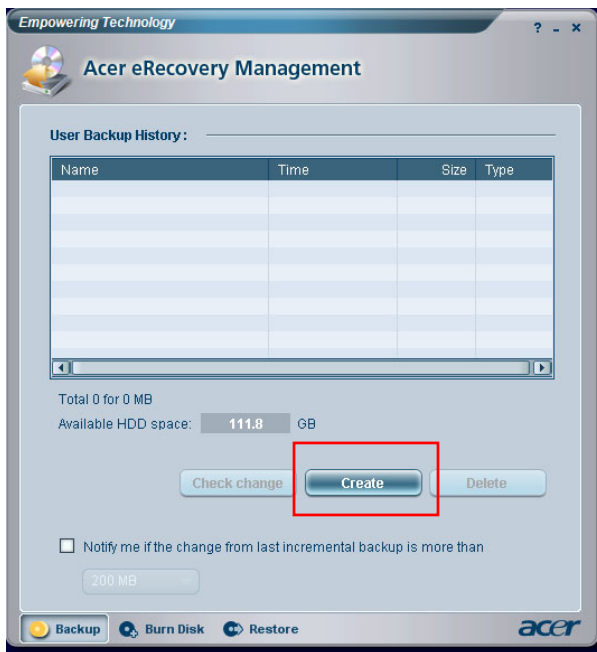 Empowering Technology
? - x
Acer eRecovery Management
User Backup History :
Name Time Size Type
Total 0 for 0 MB
Available HDD space: 111.8 GB
Check change Create Delete
Notify me if the change from last incremental backup is more than
200 MB
Backup Burn Disk Restore acer